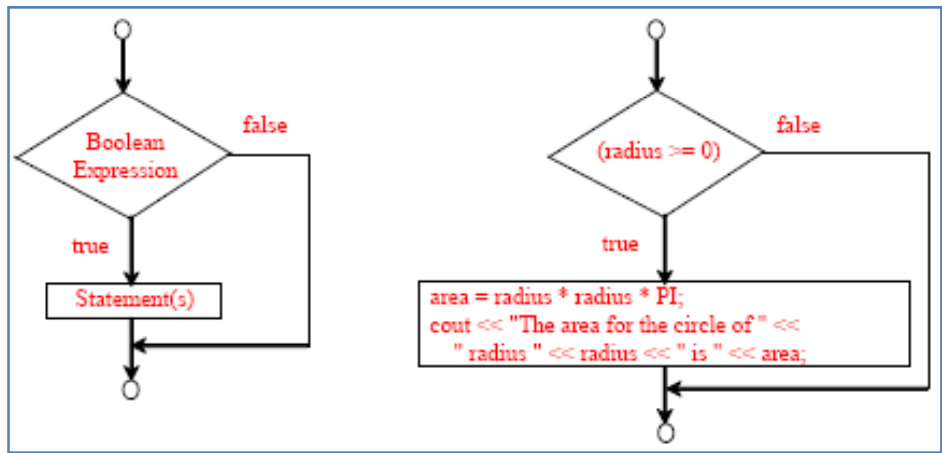 Boolean
Expression
false
true
Statement(s)
(radius >= 0)
false
true
area = radius * radius * PI;
cout << "The area for the circle of " <<
" radius " << radius << " is " << area;